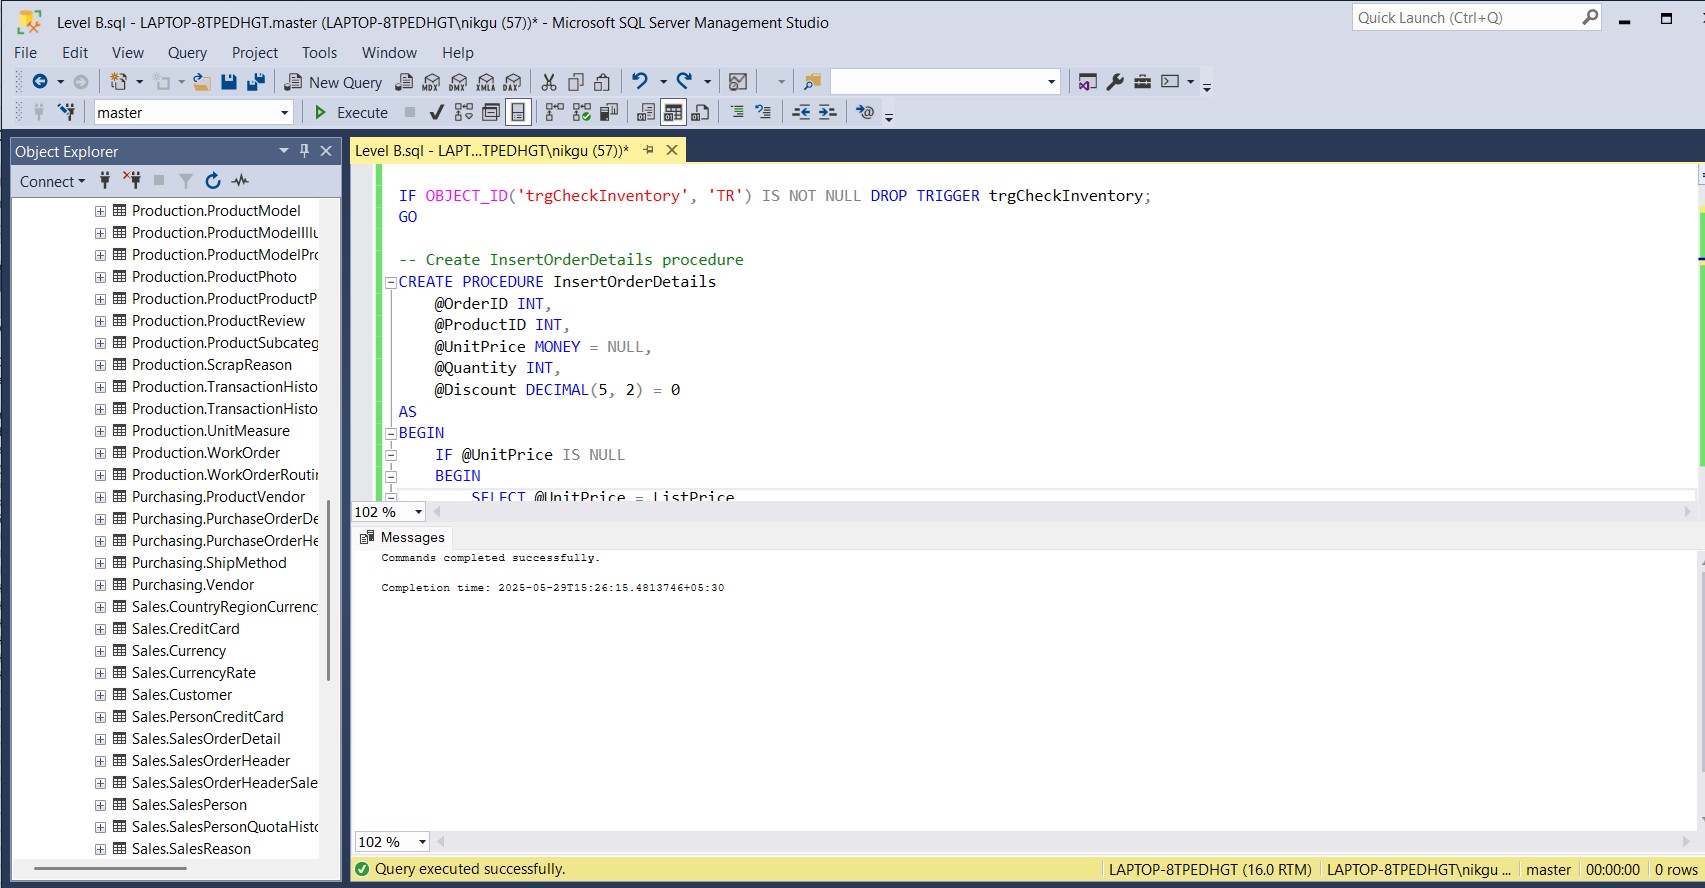 Level B.sql - LAPTOP-8TPEDHGT.master (LAPTOP-8TPEDHGT\nikgu (57))* - Microsoft SQL Server Management Studio
Quick Launch (Ctrl+Q)
File Edit View Query Project Tools Window Help
New Query MDX DMX XMLA DAX
master Execute
Object Explorer
Connect
Production.ProductModel
Production.ProductModelIllu
Production.ProductModelPro
Production.ProductPhoto
Production.ProductProductP
Production.ProductReview
Production.ProductSubcateg
Production.ScrapReason
Production.TransactionHisto
Production.TransactionHisto
Production.UnitMeasure
Production.WorkOrder
Production.WorkOrderRoutin
Purchasing.ProductVendor
Purchasing.PurchaseOrderDe
Purchasing.PurchaseOrderHe
Purchasing.ShipMethod
Purchasing.Vendor
Sales.CountryRegionCurrenc
Sales.CreditCard
Sales.Currency
Sales.CurrencyRate
Sales.Customer
Sales.PersonCreditCard
Sales.SalesOrderDetail
Sales.SalesOrderHeader
Sales.SalesOrderHeaderSale
Sales.SalesPerson
Sales.SalesPersonQuotaHisto
Sales.SalesReason
Level B.sql - LAPT...TPEDHGT\nikgu (57))*
IF OBJECT_ID('trgCheckInventory', 'TR') IS NOT NULL DROP TRIGGER trgCheckInventory;
GO
-- Create InsertOrderDetails procedure
CREATE PROCEDURE InsertOrderDetails
@OrderID INT,
@ProductID INT,
@UnitPrice MONEY = NULL,
@Quantity INT,
@Discount DECIMAL(5, 2) = 0
AS
BEGIN
IF @UnitPrice IS NULL
BEGIN
SELECT @UnitPrice = ListPrice
102 %
Messages
Commands completed successfully.
Completion time: 2025-05-29T15:26:15.4813746+05:30
102 %
Query executed successfully.
LAPTOP-8TPEDHGT (16.0 RTM) LAPTOP-8TPEDHGT\nikgu ... master 00:00:00 0 rows